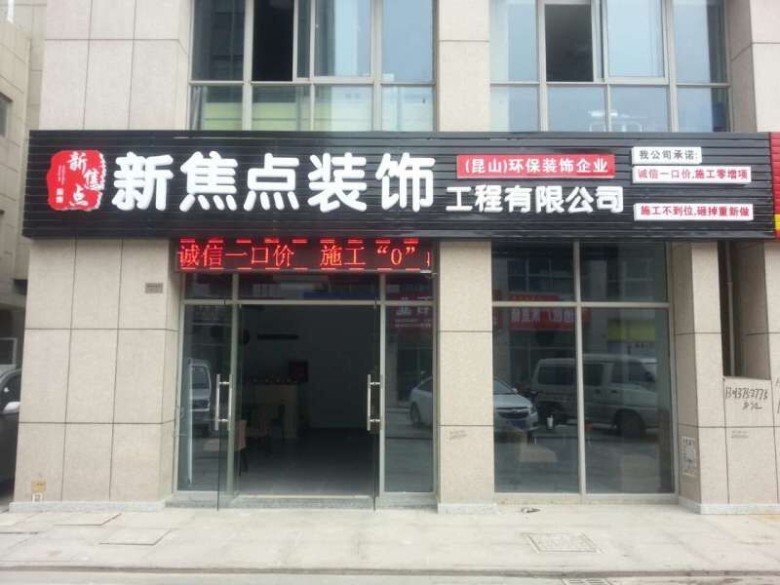 新焦点
新焦点装饰
(昆山)环保装饰企业
工程有限公司
我公司承诺:
诚信一口价,施工零增项
施工不到位,砸掉重新做
诚信一口价 施工“0”